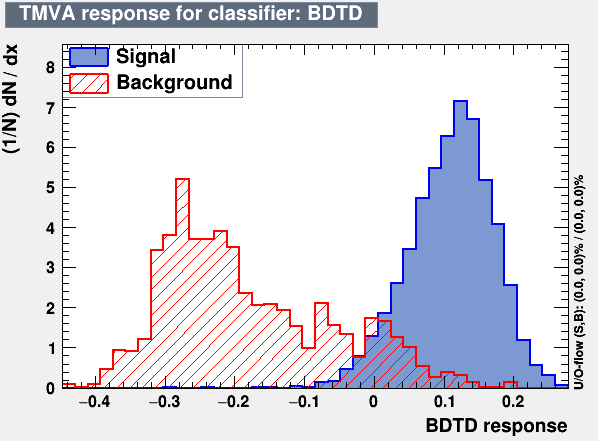 TMVA response for classifier: BDTD
Signal
Background
(1/N) dN / dx
8
7
6
5
4
3
2
1
0
−0.4 −0.3 −0.2 −0.1 0 0.1 0.2
BDTD response
U/O-flow (S,B): (0.0, 0.0)% / (0.0, 0.0)%